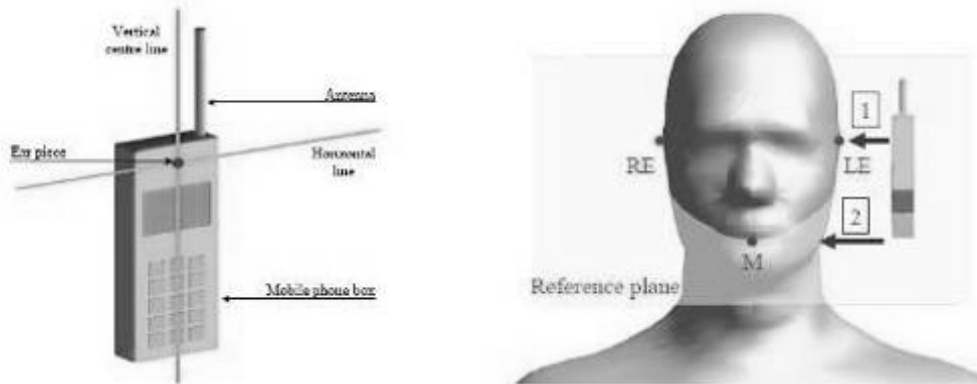 Vertical
centre line
Antenna
Ear piece
Horizontal
line
Mobile phone box
1
RE
LE
2
M
Reference plane